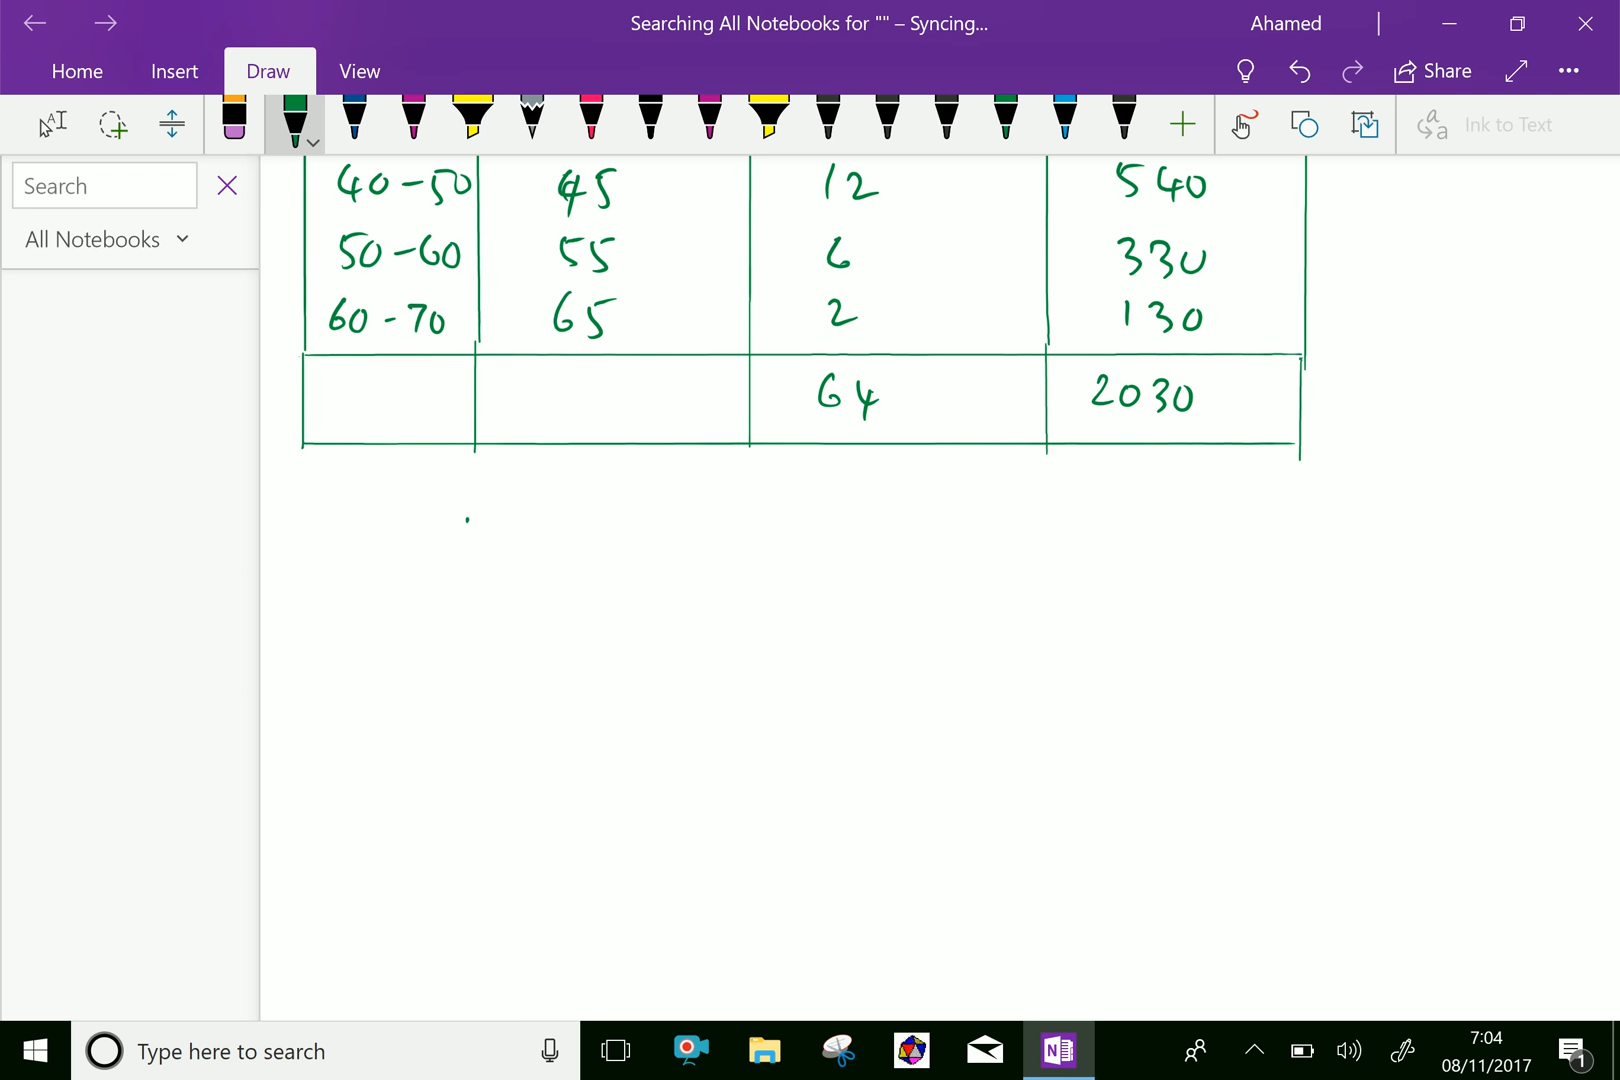 Searching All Notebooks for "" – Syncing...
Ahamed
Home Insert Draw View
Share
Ink to Text
Search
All Notebooks
40-50 45 12 540
50-60 55 6 330
60-70 65 2 130
64 2030
Type here to search
7:04
08/11/2017
1